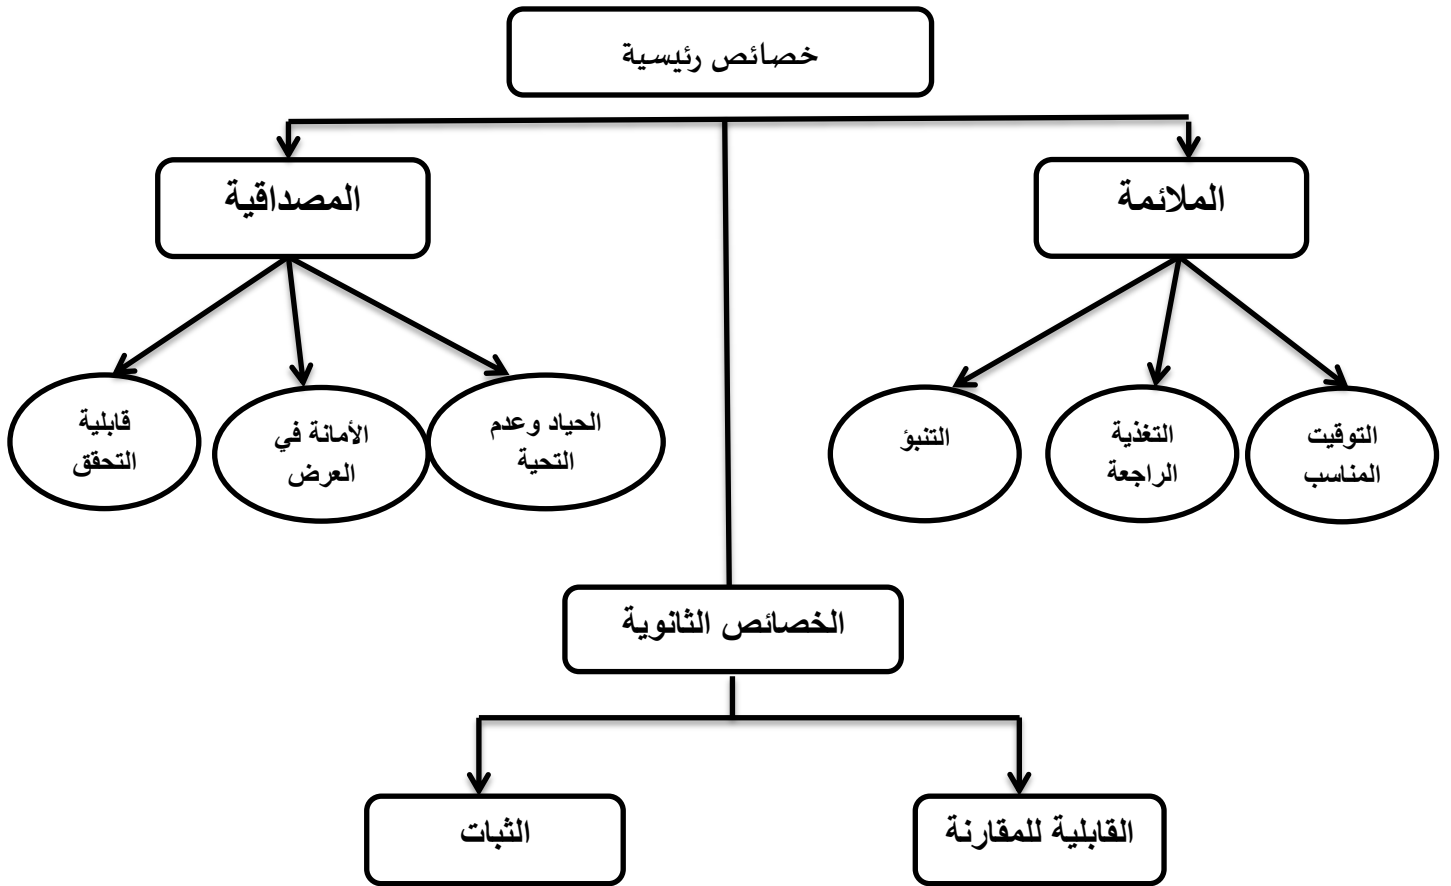 خصائص رئيسية
الملائمة
المصداقية
التوقيت
المناسب
التغذية
الراجعة
التنبؤ
الحياد وعدم
التحية
الأمانة في
العرض
قابلية
التحقق
الخصائص الثانوية
القابلية للمقارنة
الثبات